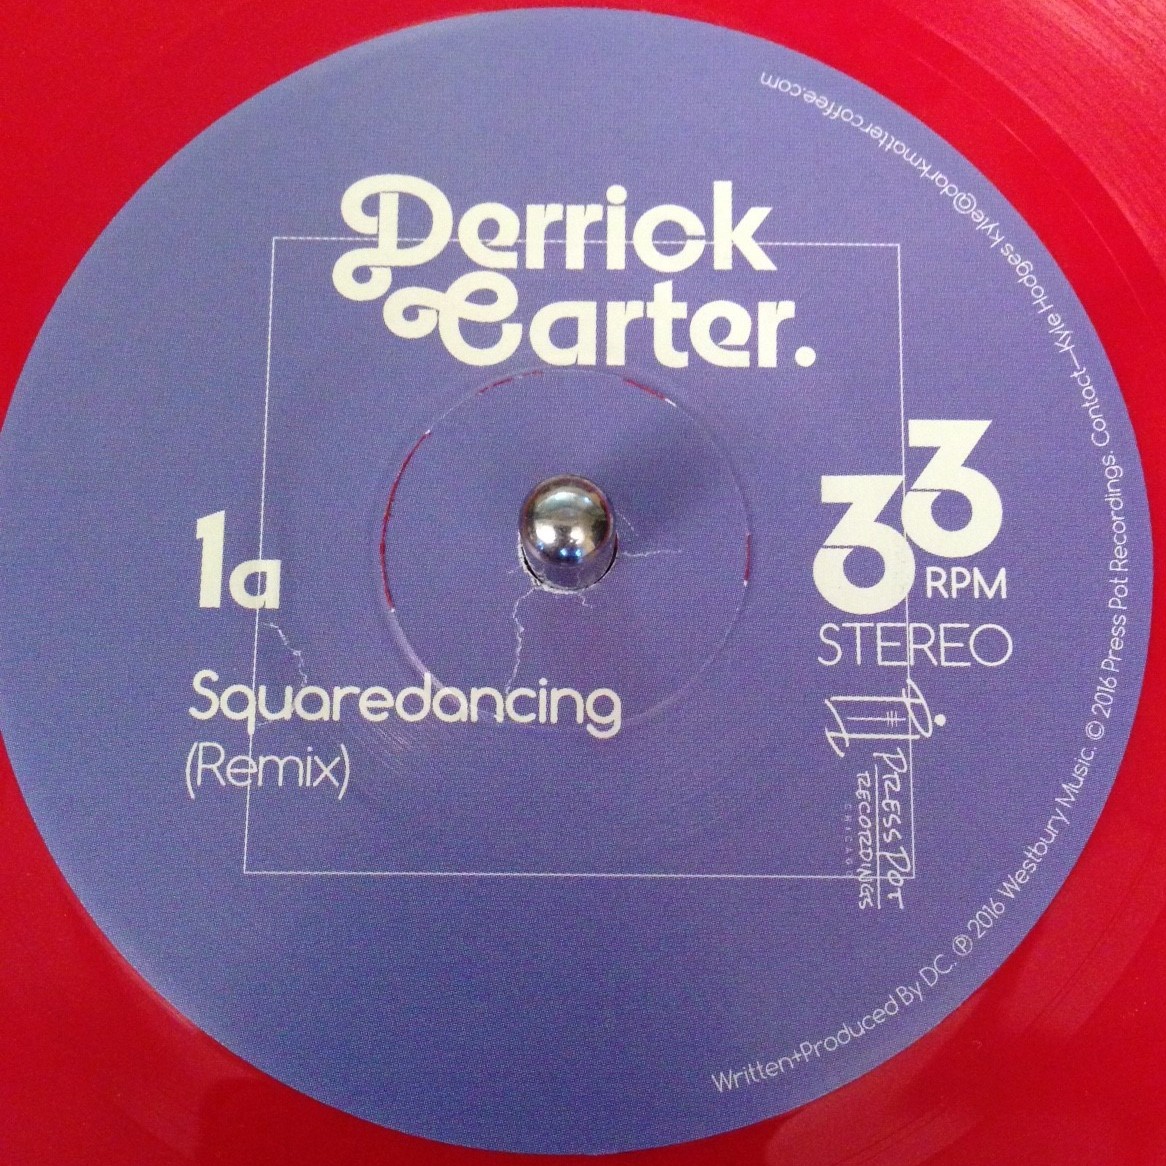 Derrick
Carter.
1a
33
RPM
STEREO
Squaredancing
(Remix)
PRESS POT
RECORDINGS
CHICAGO
Written+Produced By DC. ℗ 2016 Westbury Music. © 2016 Press Pot Recordings. Contact—Kyle Hodges kyle@darkmattercoffee.com